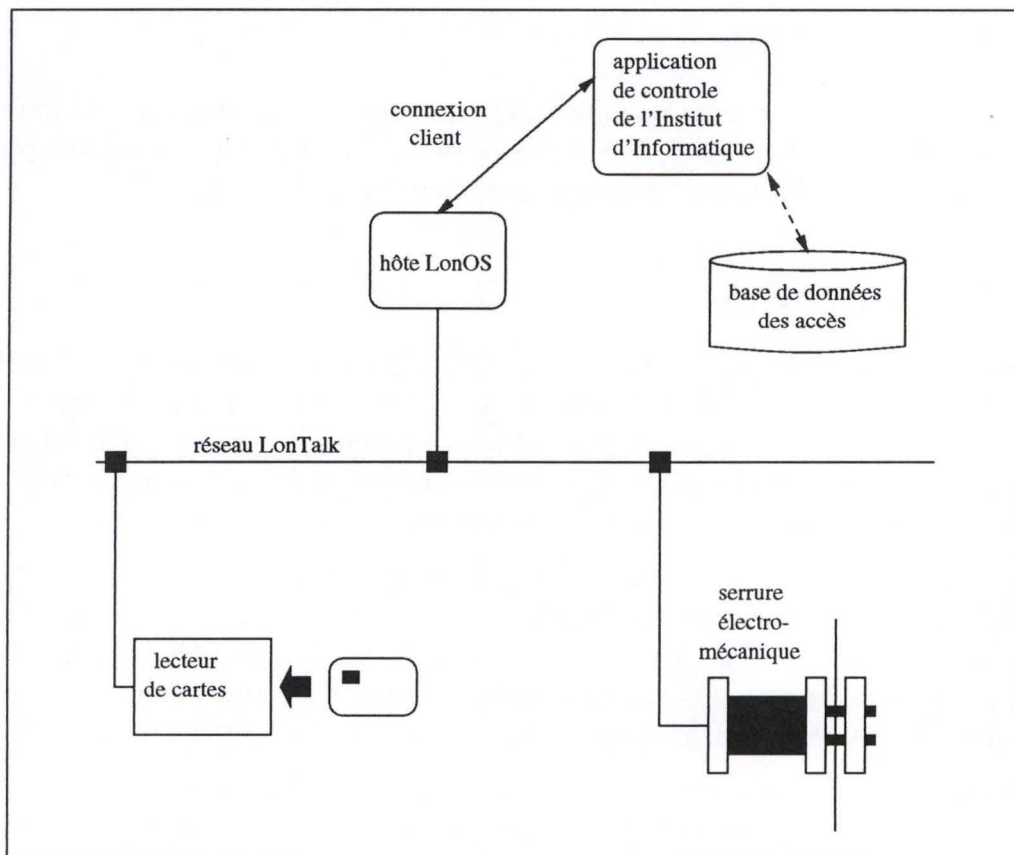 application
de controle
de l'Institut
d'Informatique
connexion
client
hôte LonOS
base de données
des accès
réseau LonTalk
serrure
électro-
mécanique
lecteur
de cartes